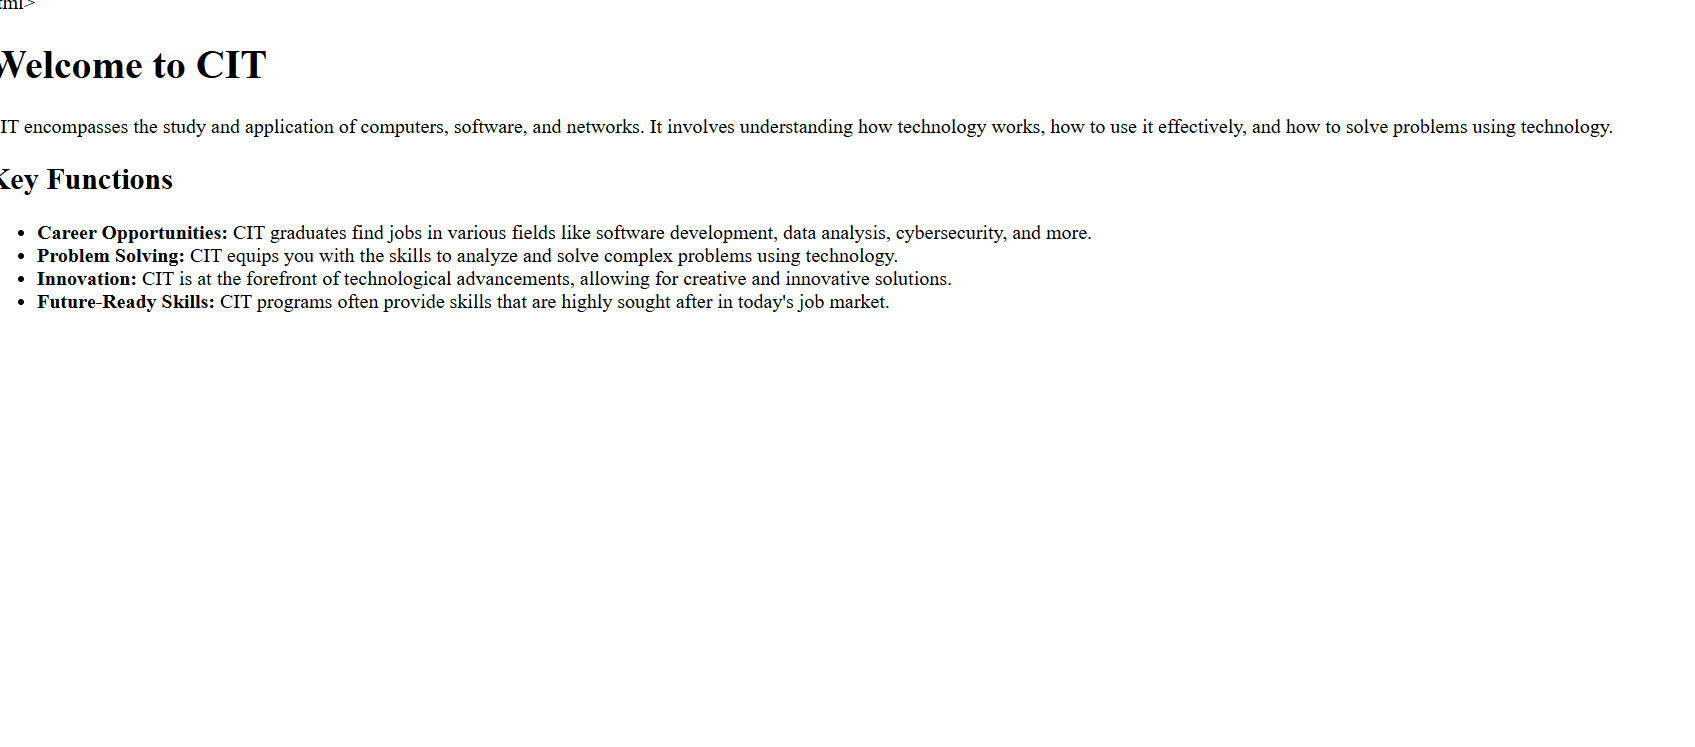 tml>
Welcome to CIT
IT encompasses the study and application of computers, software, and networks. It involves understanding how technology works, how to use it effectively, and how to solve problems using technology.
Key Functions
• Career Opportunities: CIT graduates find jobs in various fields like software development, data analysis, cybersecurity, and more.
• Problem Solving: CIT equips you with the skills to analyze and solve complex problems using technology.
• Innovation: CIT is at the forefront of technological advancements, allowing for creative and innovative solutions.
• Future-Ready Skills: CIT programs often provide skills that are highly sought after in today's job market.